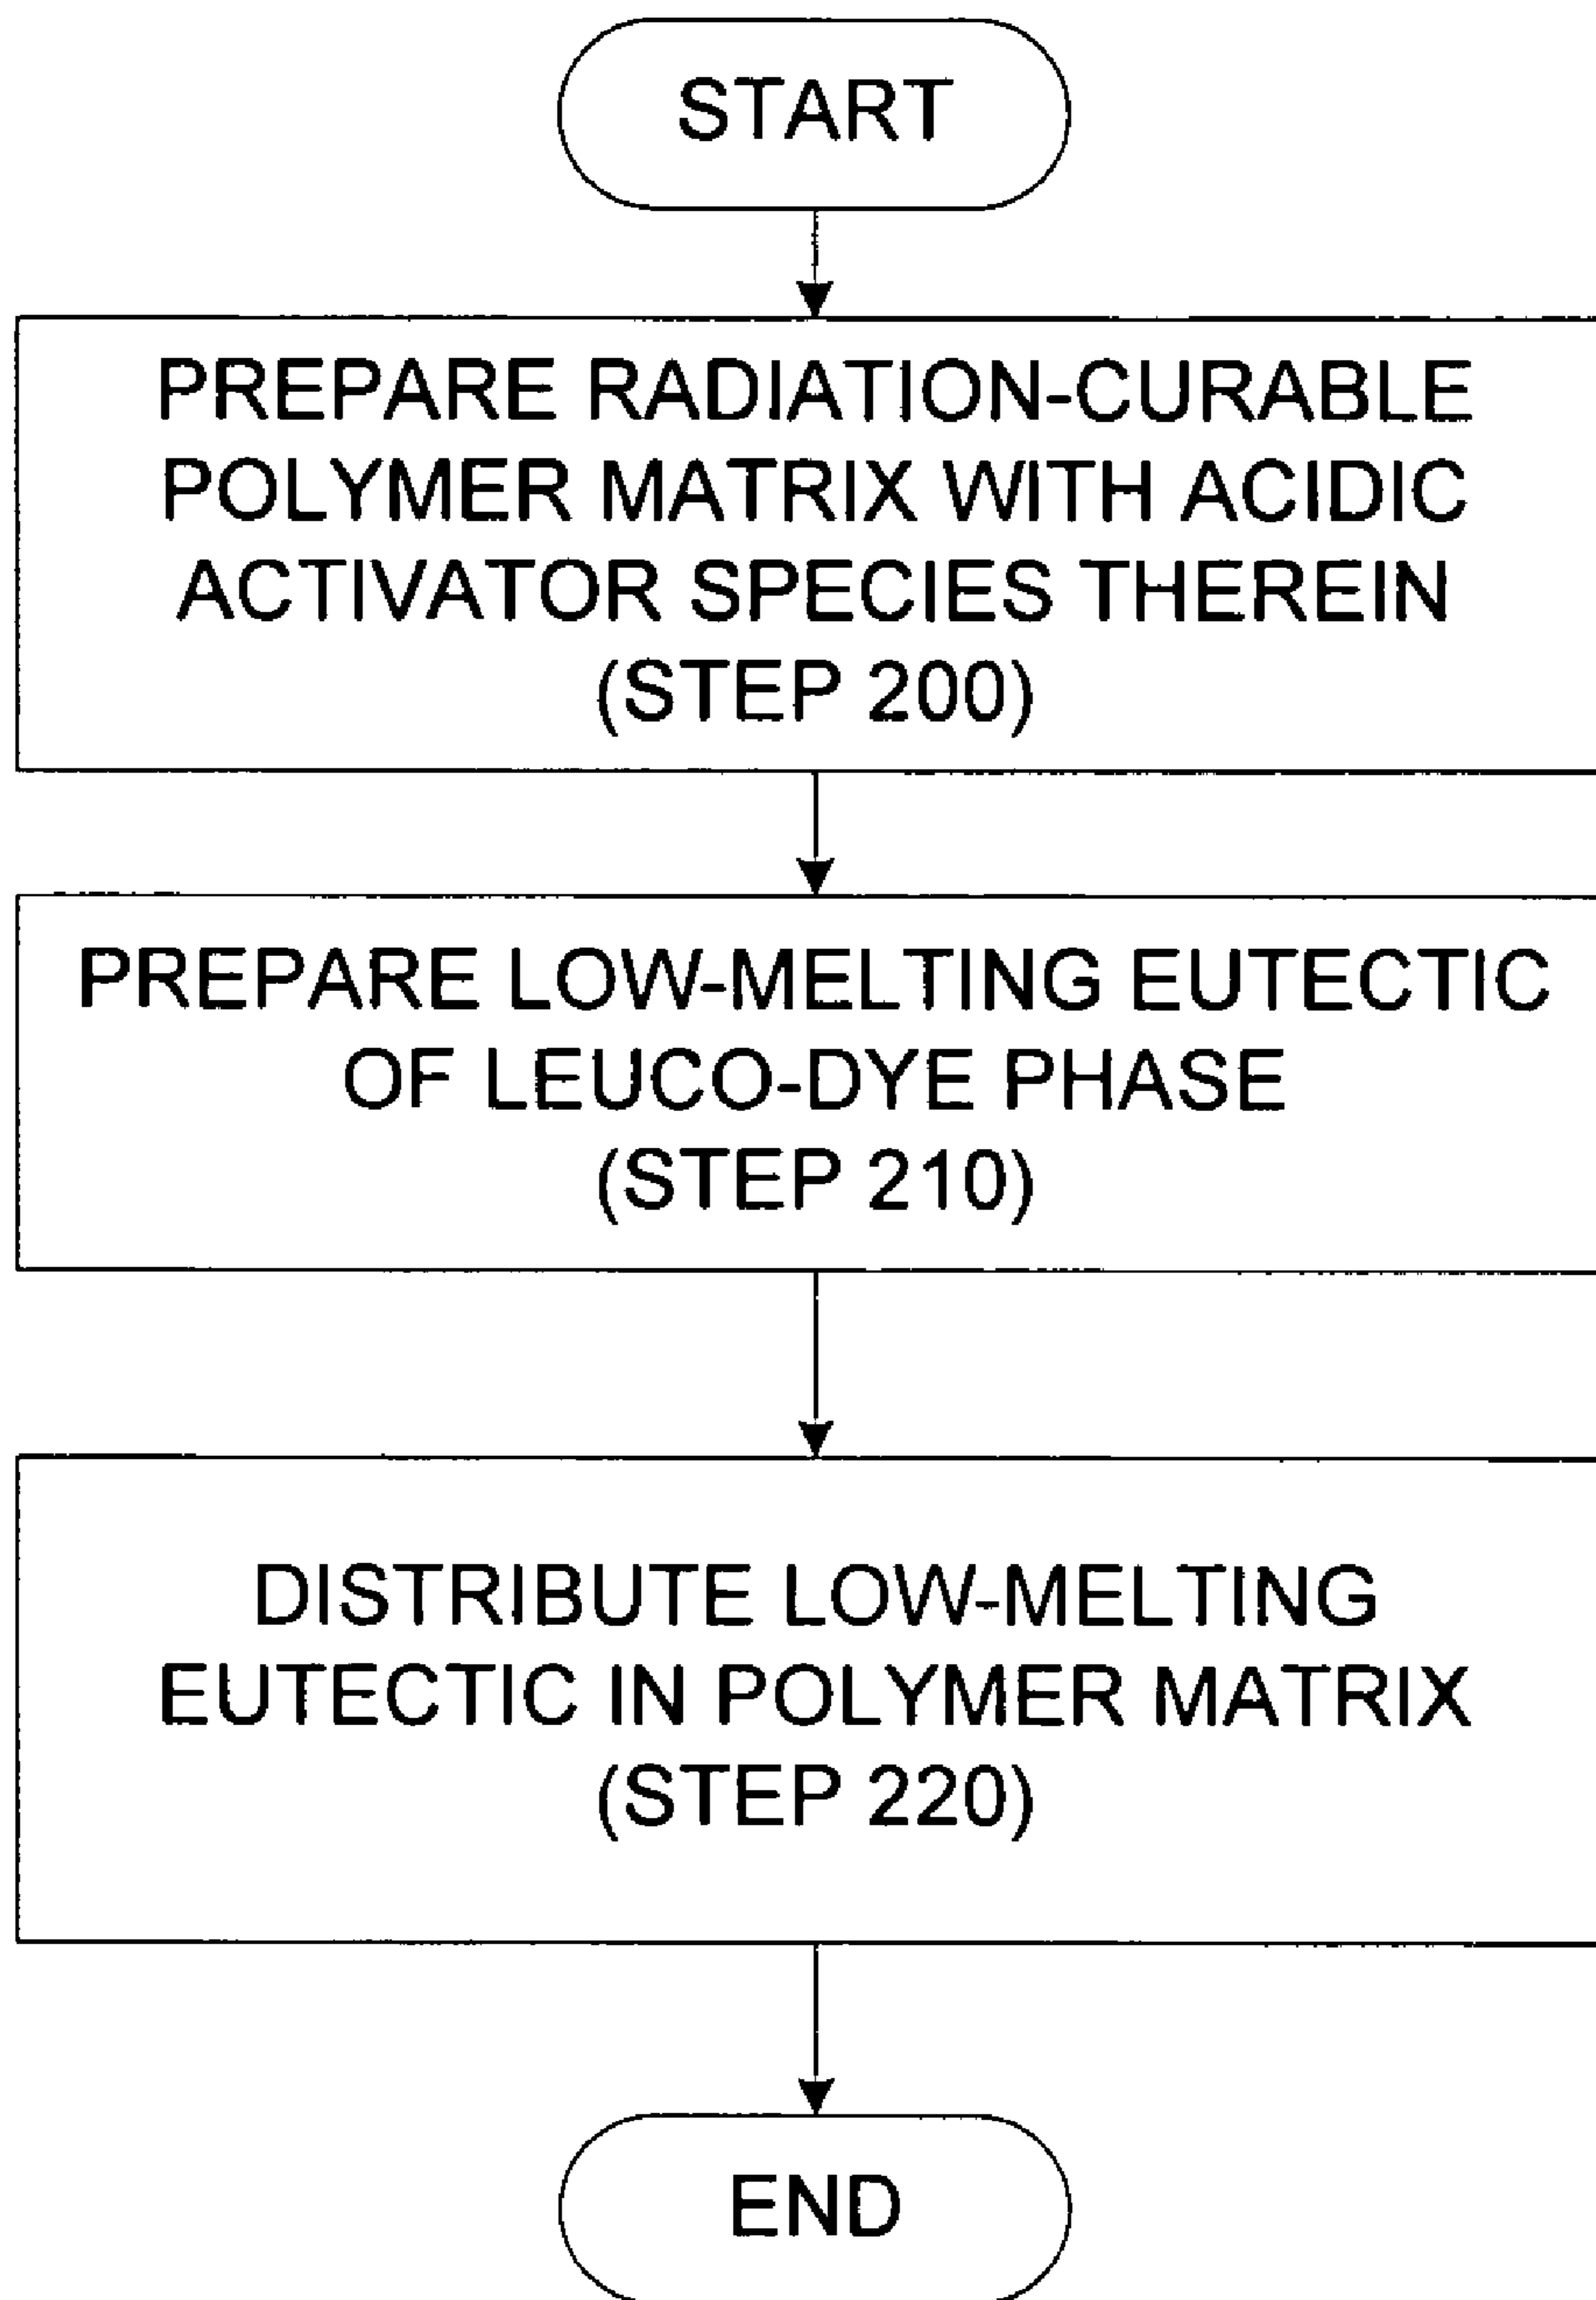 START
PREPARE RADIATION-CURABLE
POLYMER MATRIX WITH ACIDIC
ACTIVATOR SPECIES THEREIN
(STEP 200)
PREPARE LOW-MELTING EUTECTIC
OF LEUCO-DYE PHASE
(STEP 210)
DISTRIBUTE LOW-MELTING
EUTECTIC IN POLYMER MATRIX
(STEP 220)
END